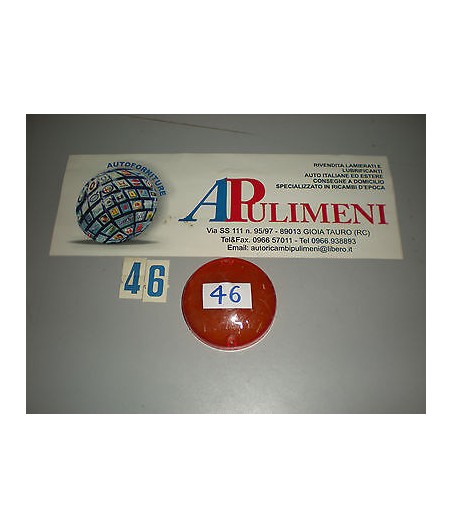 AUTOFORNITURE
RIVENDITA LAMIERATI E
LUBRIFICANTI
AUTO ITALIANE ED ESTERE
CONSEGNE A DOMICILIO
SPECIALIZZATO IN RICAMBI D'EPOCA
APULIMENI
Via SS 111 n. 95/97 - 89013 GIOIA TAURO (RC)
Tel&Fax. 0966 57011 - Tel 0966.938893
Email: autoricambipulimeni@libero.it
46
46